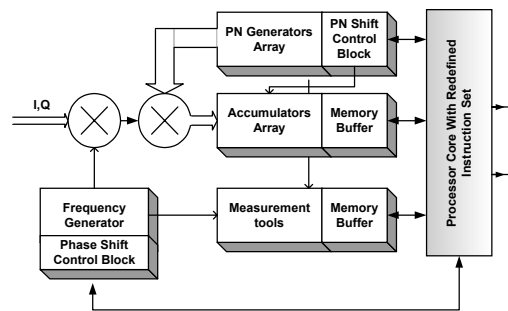 PN Generators
Array
PN Shift
Control
Block
I,Q
Accumulators
Array
Memory
Buffer
Processor Core With Redefined
Instruction Set
Frequency
Generator
Phase Shift
Control Block
Measurement
tools
Memory
Buffer